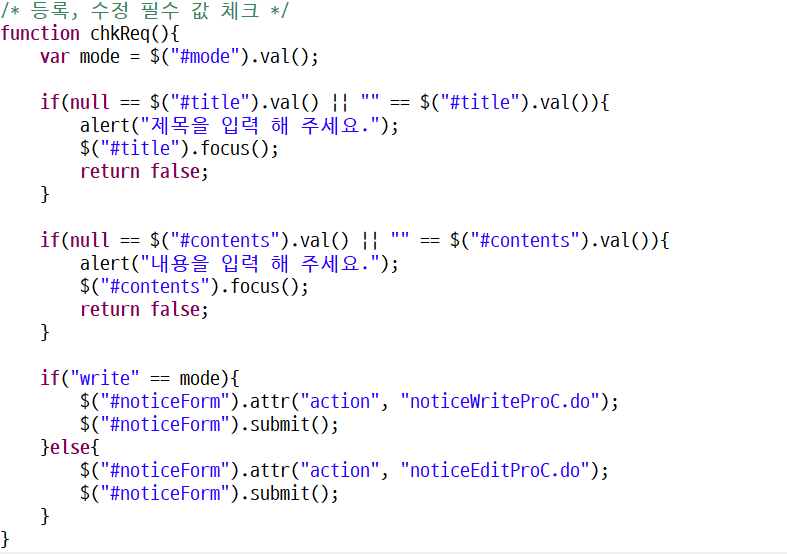 /* 등록, 수정 필수 값 체크 */
function chkReq(){
    var mode = $("#mode").val();

    if(null == $("#title").val() || "" == $("#title").val()){
        alert("제목을 입력 해 주세요.");
        $("#title").focus();
        return false;
    }

    if(null == $("#contents").val() || "" == $("#contents").val()){
        alert("내용을 입력 해 주세요.");
        $("#contents").focus();
        return false;
    }

    if("write" == mode){
        $("#noticeForm").attr("action", "noticeWriteProC.do");
        $("#noticeForm").submit();
    }else{
        $("#noticeForm").attr("action", "noticeEditProC.do");
        $("#noticeForm").submit();
    }
}